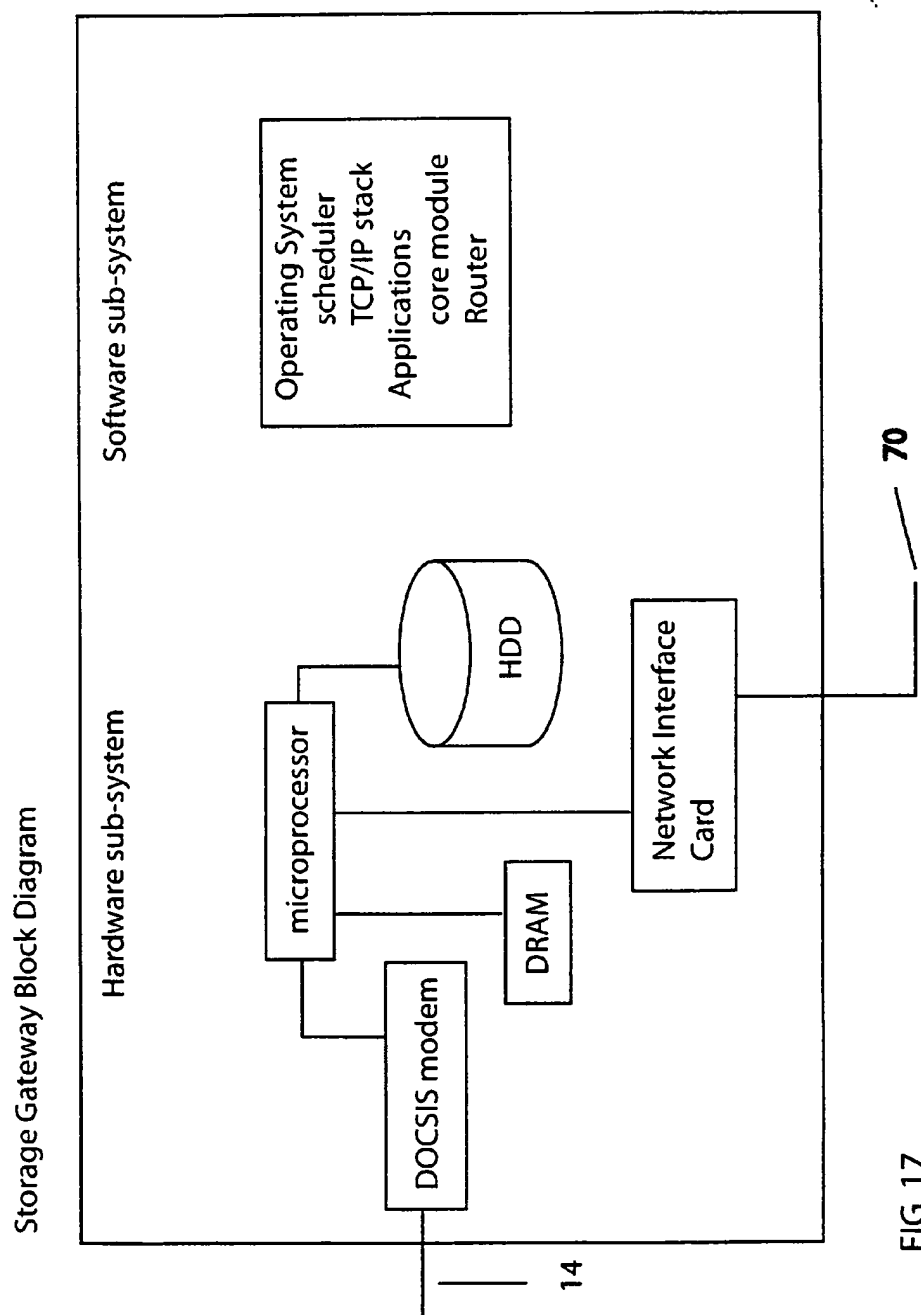 Storage Gateway Block Diagram
Hardware sub-system
Software sub-system
microprocessor
Operating System
scheduler
TCP/IP stack
Applications
core module
Router
DOCSIS modem
DRAM
HDD
Network Interface
Card
14
70
FIG. 17